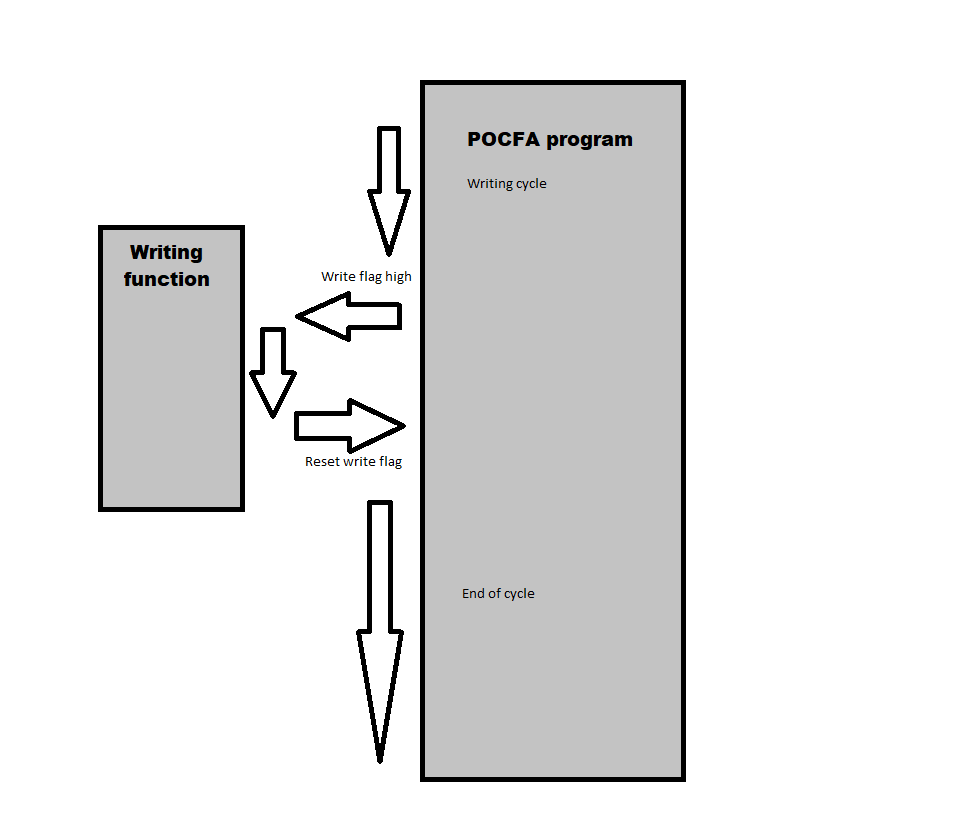 POCFA program
Writing cycle
Writing
function
Write flag high
Reset write flag
End of cycle